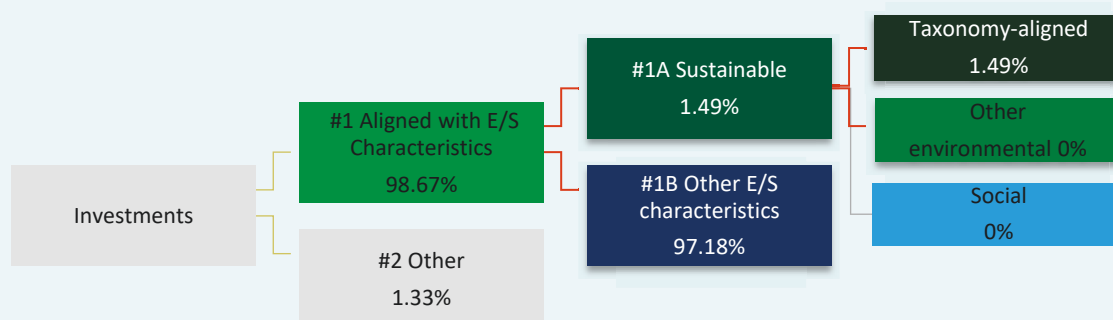 Investments
#1 Aligned with E/S
Characteristics
98.67%
#2 Other
1.33%
#1A Sustainable
1.49%
#1B Other E/S
characteristics
97.18%
Taxonomy-aligned
1.49%
Other
environmental 0%
Social
0%